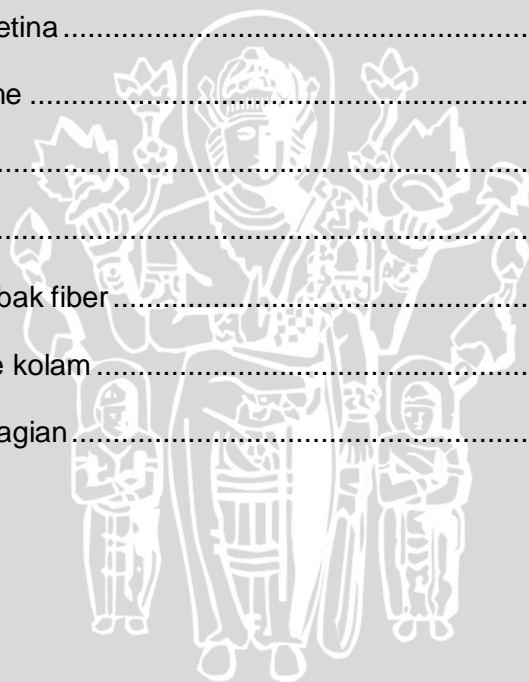 etina ..........................................................
ne ..............................................................
..................................................................
..................................................................
bak fiber ....................................................
e kolam ......................................................
agian .........................................................